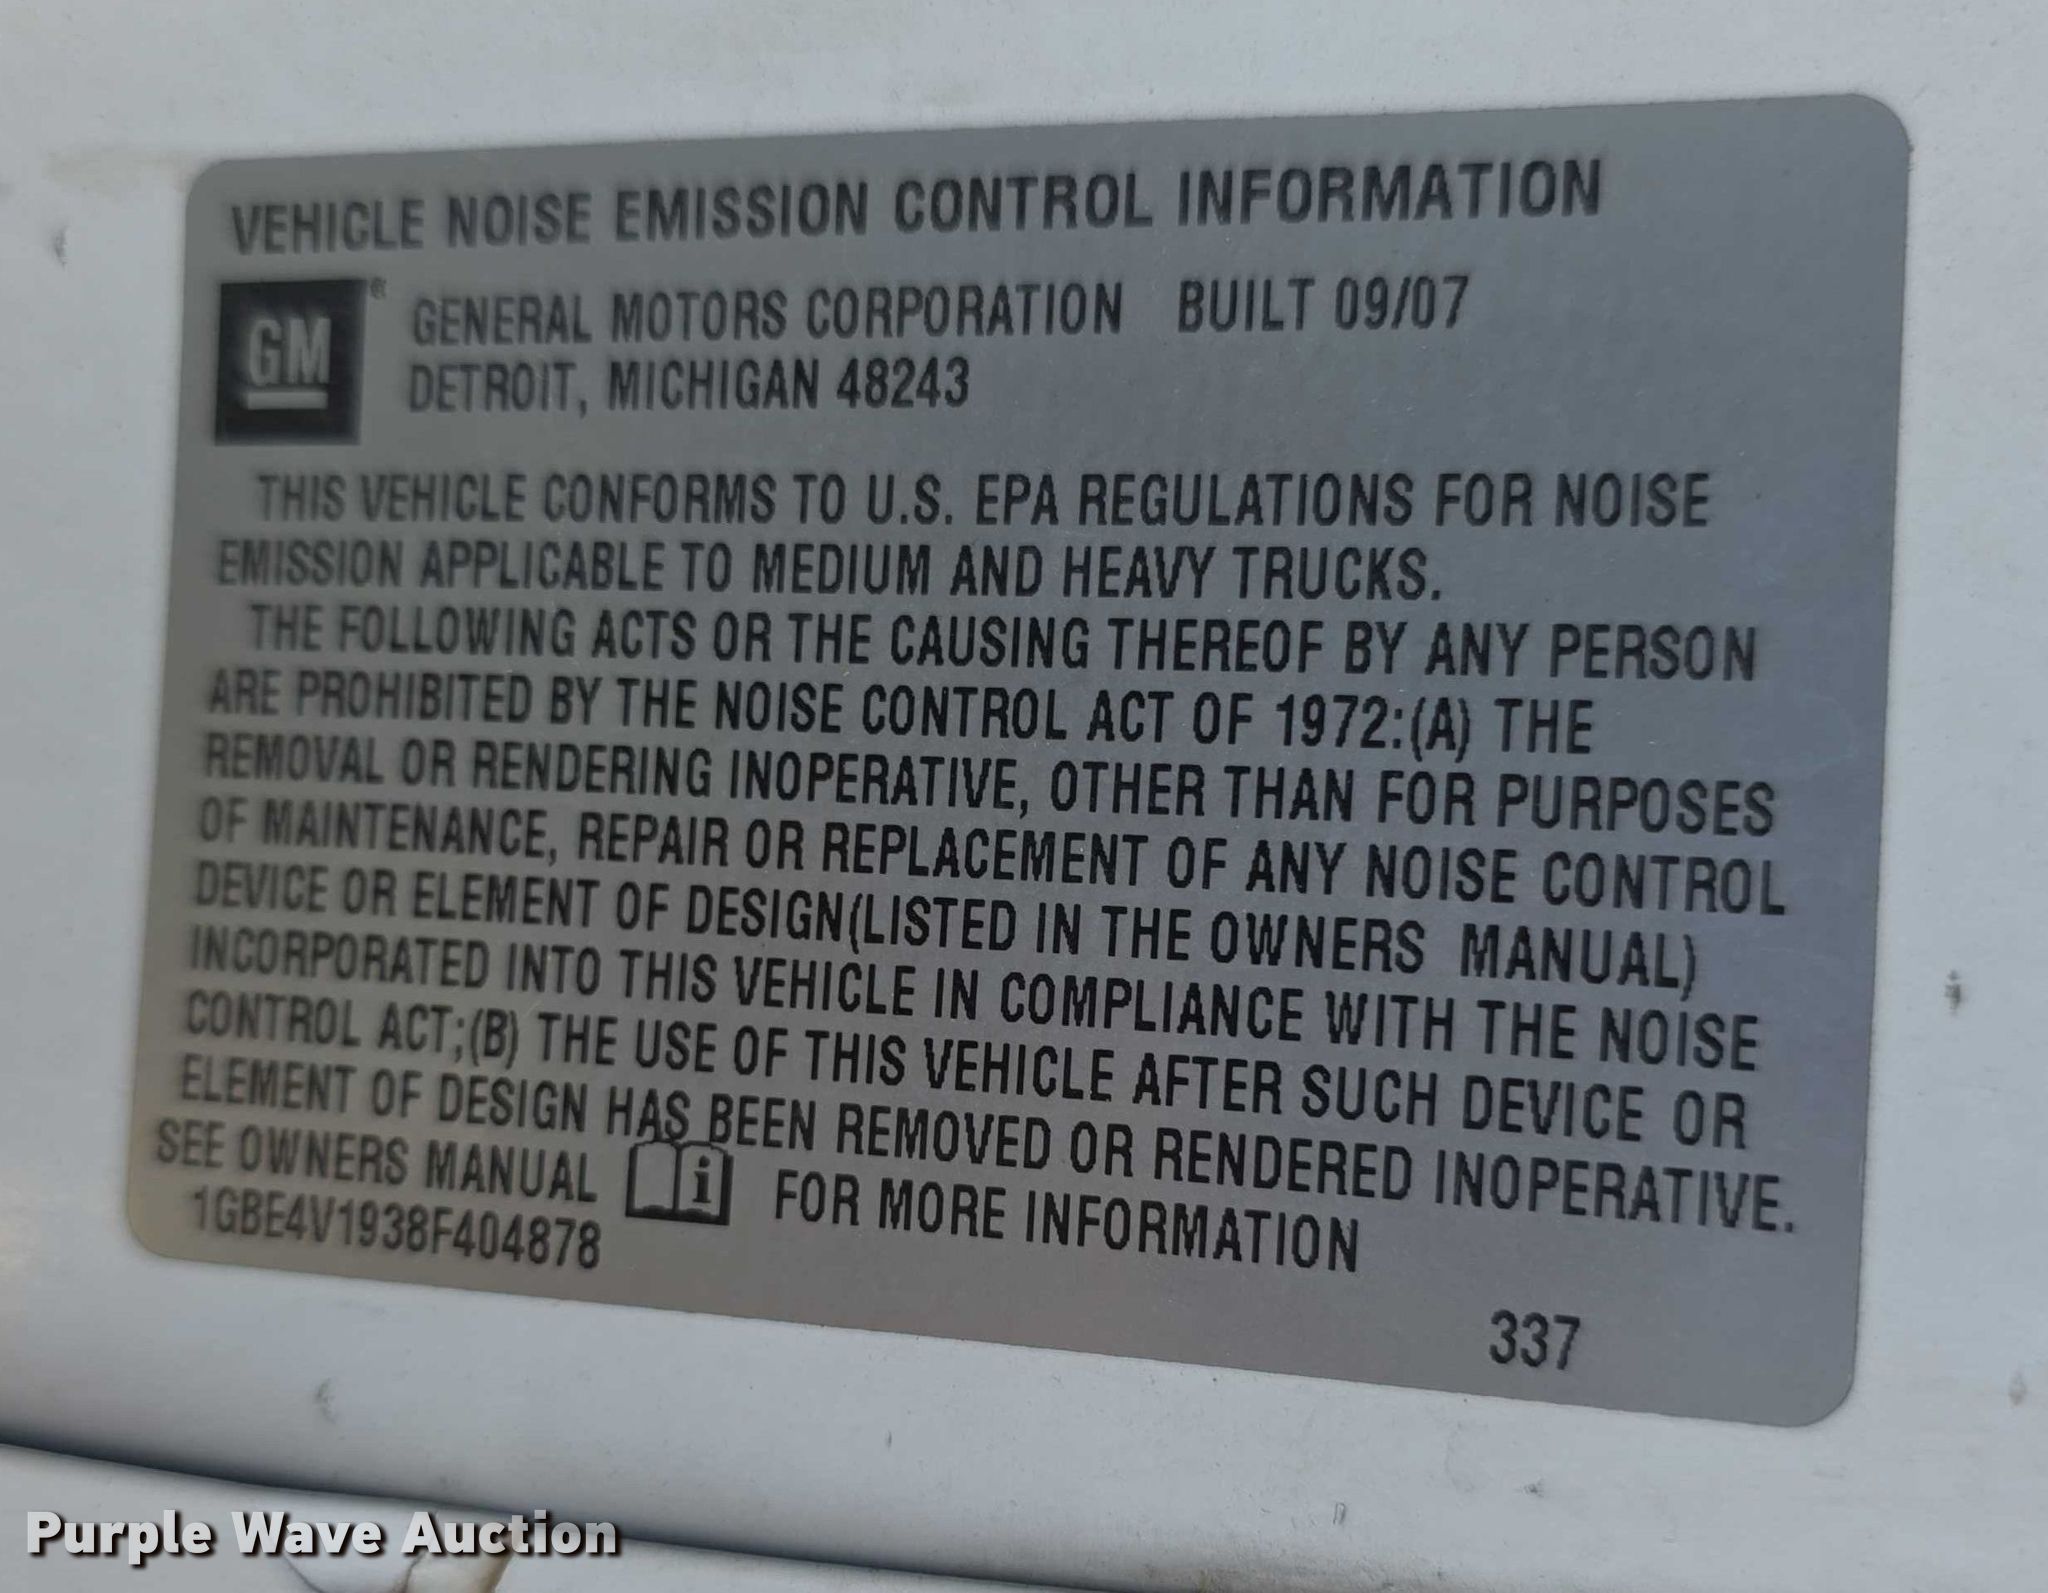 VEHICLE NOISE EMISSION CONTROL INFORMATION
GM®
GENERAL MOTORS CORPORATION BUILT 09/07
DETROIT, MICHIGAN 48243
THIS VEHICLE CONFORMS TO U.S. EPA REGULATIONS FOR NOISE
EMISSION APPLICABLE TO MEDIUM AND HEAVY TRUCKS.
THE FOLLOWING ACTS OR THE CAUSING THEREOF BY ANY PERSON
ARE PROHIBITED BY THE NOISE CONTROL ACT OF 1972:(A) THE
REMOVAL OR RENDERING INOPERATIVE, OTHER THAN FOR PURPOSES
OF MAINTENANCE, REPAIR OR REPLACEMENT OF ANY NOISE CONTROL
DEVICE OR ELEMENT OF DESIGN(LISTED IN THE OWNERS MANUAL)
INCORPORATED INTO THIS VEHICLE IN COMPLIANCE WITH THE NOISE
CONTROL ACT;(B) THE USE OF THIS VEHICLE AFTER SUCH DEVICE OR
ELEMENT OF DESIGN HAS BEEN REMOVED OR RENDERED INOPERATIVE.
SEE OWNERS MANUAL i FOR MORE INFORMATION
1GBE4V1938F404878
337
Purple Wave Auction